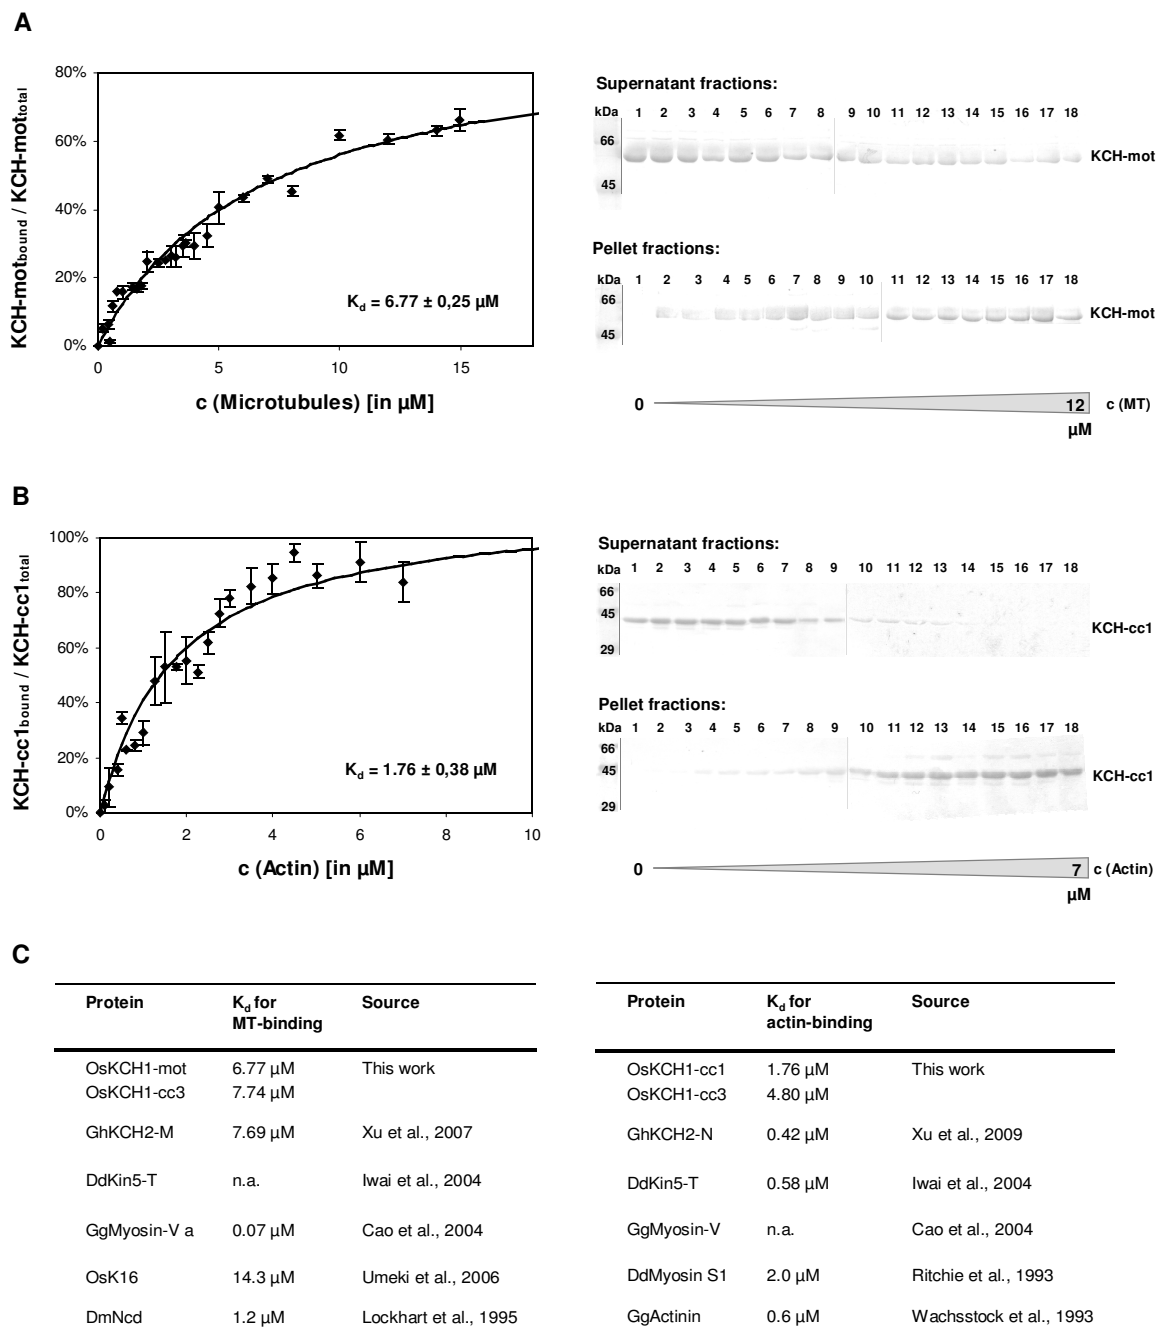 A
KCH-motbound / KCH-mottotal
80%
60%
40%
20%
0%
0 5 10 15
Kd = 6.77 ± 0,25 µM
c (Microtubules) [in µM]
Supernatant fractions:
kDa 1 2 3 4 5 6 7 8 9 10 11 12 13 14 15 16 17 18
66
45
KCH-mot
Pellet fractions:
kDa 1 2 3 4 5 6 7 8 9 10 11 12 13 14 15 16 17 18
66
45
KCH-mot
0 12 c (MT)
µM
B
KCH-cc1bound / KCH-cc1total
100%
80%
60%
40%
20%
0%
0 2 4 6 8 10
Kd = 1.76 ± 0,38 µM
c (Actin) [in µM]
Supernatant fractions:
kDa 1 2 3 4 5 6 7 8 9 10 11 12 13 14 15 16 17 18
66
45
29
KCH-cc1
Pellet fractions:
kDa 1 2 3 4 5 6 7 8 9 10 11 12 13 14 15 16 17 18
66
45
29
KCH-cc1
0 7 c (Actin)
µM
C
Protein Kd for Source
MT-binding
OsKCH1-mot 6.77 µM This work
OsKCH1-cc3 7.74 µM
GhKCH2-M 7.69 µM Xu et al., 2007
DdKin5-T n.a. Iwai et al., 2004
GgMyosin-V a 0.07 µM Cao et al., 2004
OsK16 14.3 µM Umeki et al., 2006
DmNcd 1.2 µM Lockhart et al., 1995
Protein Kd for Source
actin-binding
OsKCH1-cc1 1.76 µM This work
OsKCH1-cc3 4.80 µM
GhKCH2-N 0.42 µM Xu et al., 2009
DdKin5-T 0.58 µM Iwai et al., 2004
GgMyosin-V n.a. Cao et al., 2004
DdMyosin S1 2.0 µM Ritchie et al., 1993
GgActinin 0.6 µM Wachsstock et al., 1993